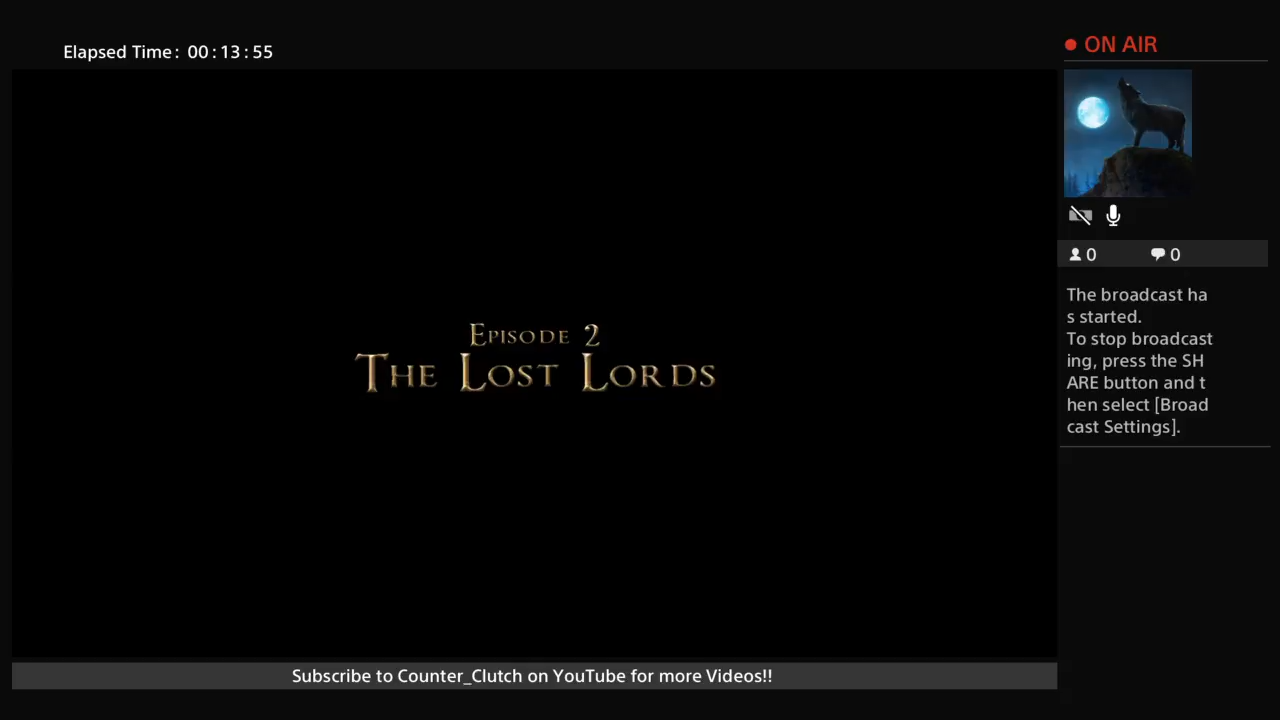 Elapsed Time: 00:13:55
ON AIR
0
0
The broadcast ha
s started.
To stop broadcast
ing, press the SH
ARE button and t
hen select [Broad
cast Settings].
Episode 2
The Lost Lords
Subscribe to Counter_Clutch on YouTube for more Videos!!